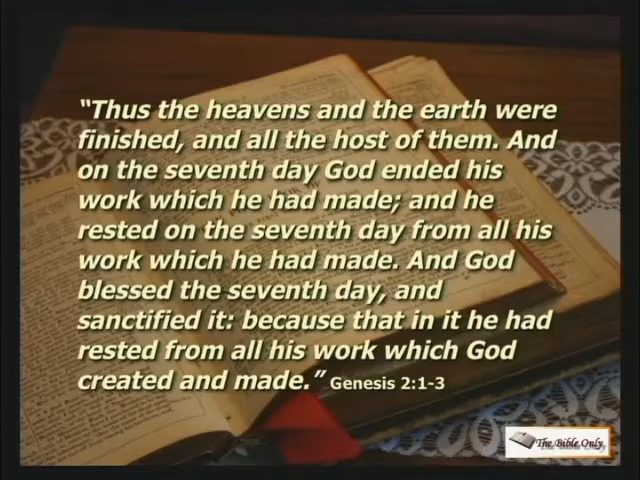 “Thus the heavens and the earth were
finished, and all the host of them. And
on the seventh day God ended his
work which he had made; and he
rested on the seventh day from all his
work which he had made. And God
blessed the seventh day, and
sanctified it: because that in it he had
rested from all his work which God
created and made.” Genesis 2:1-3
The Bible Only